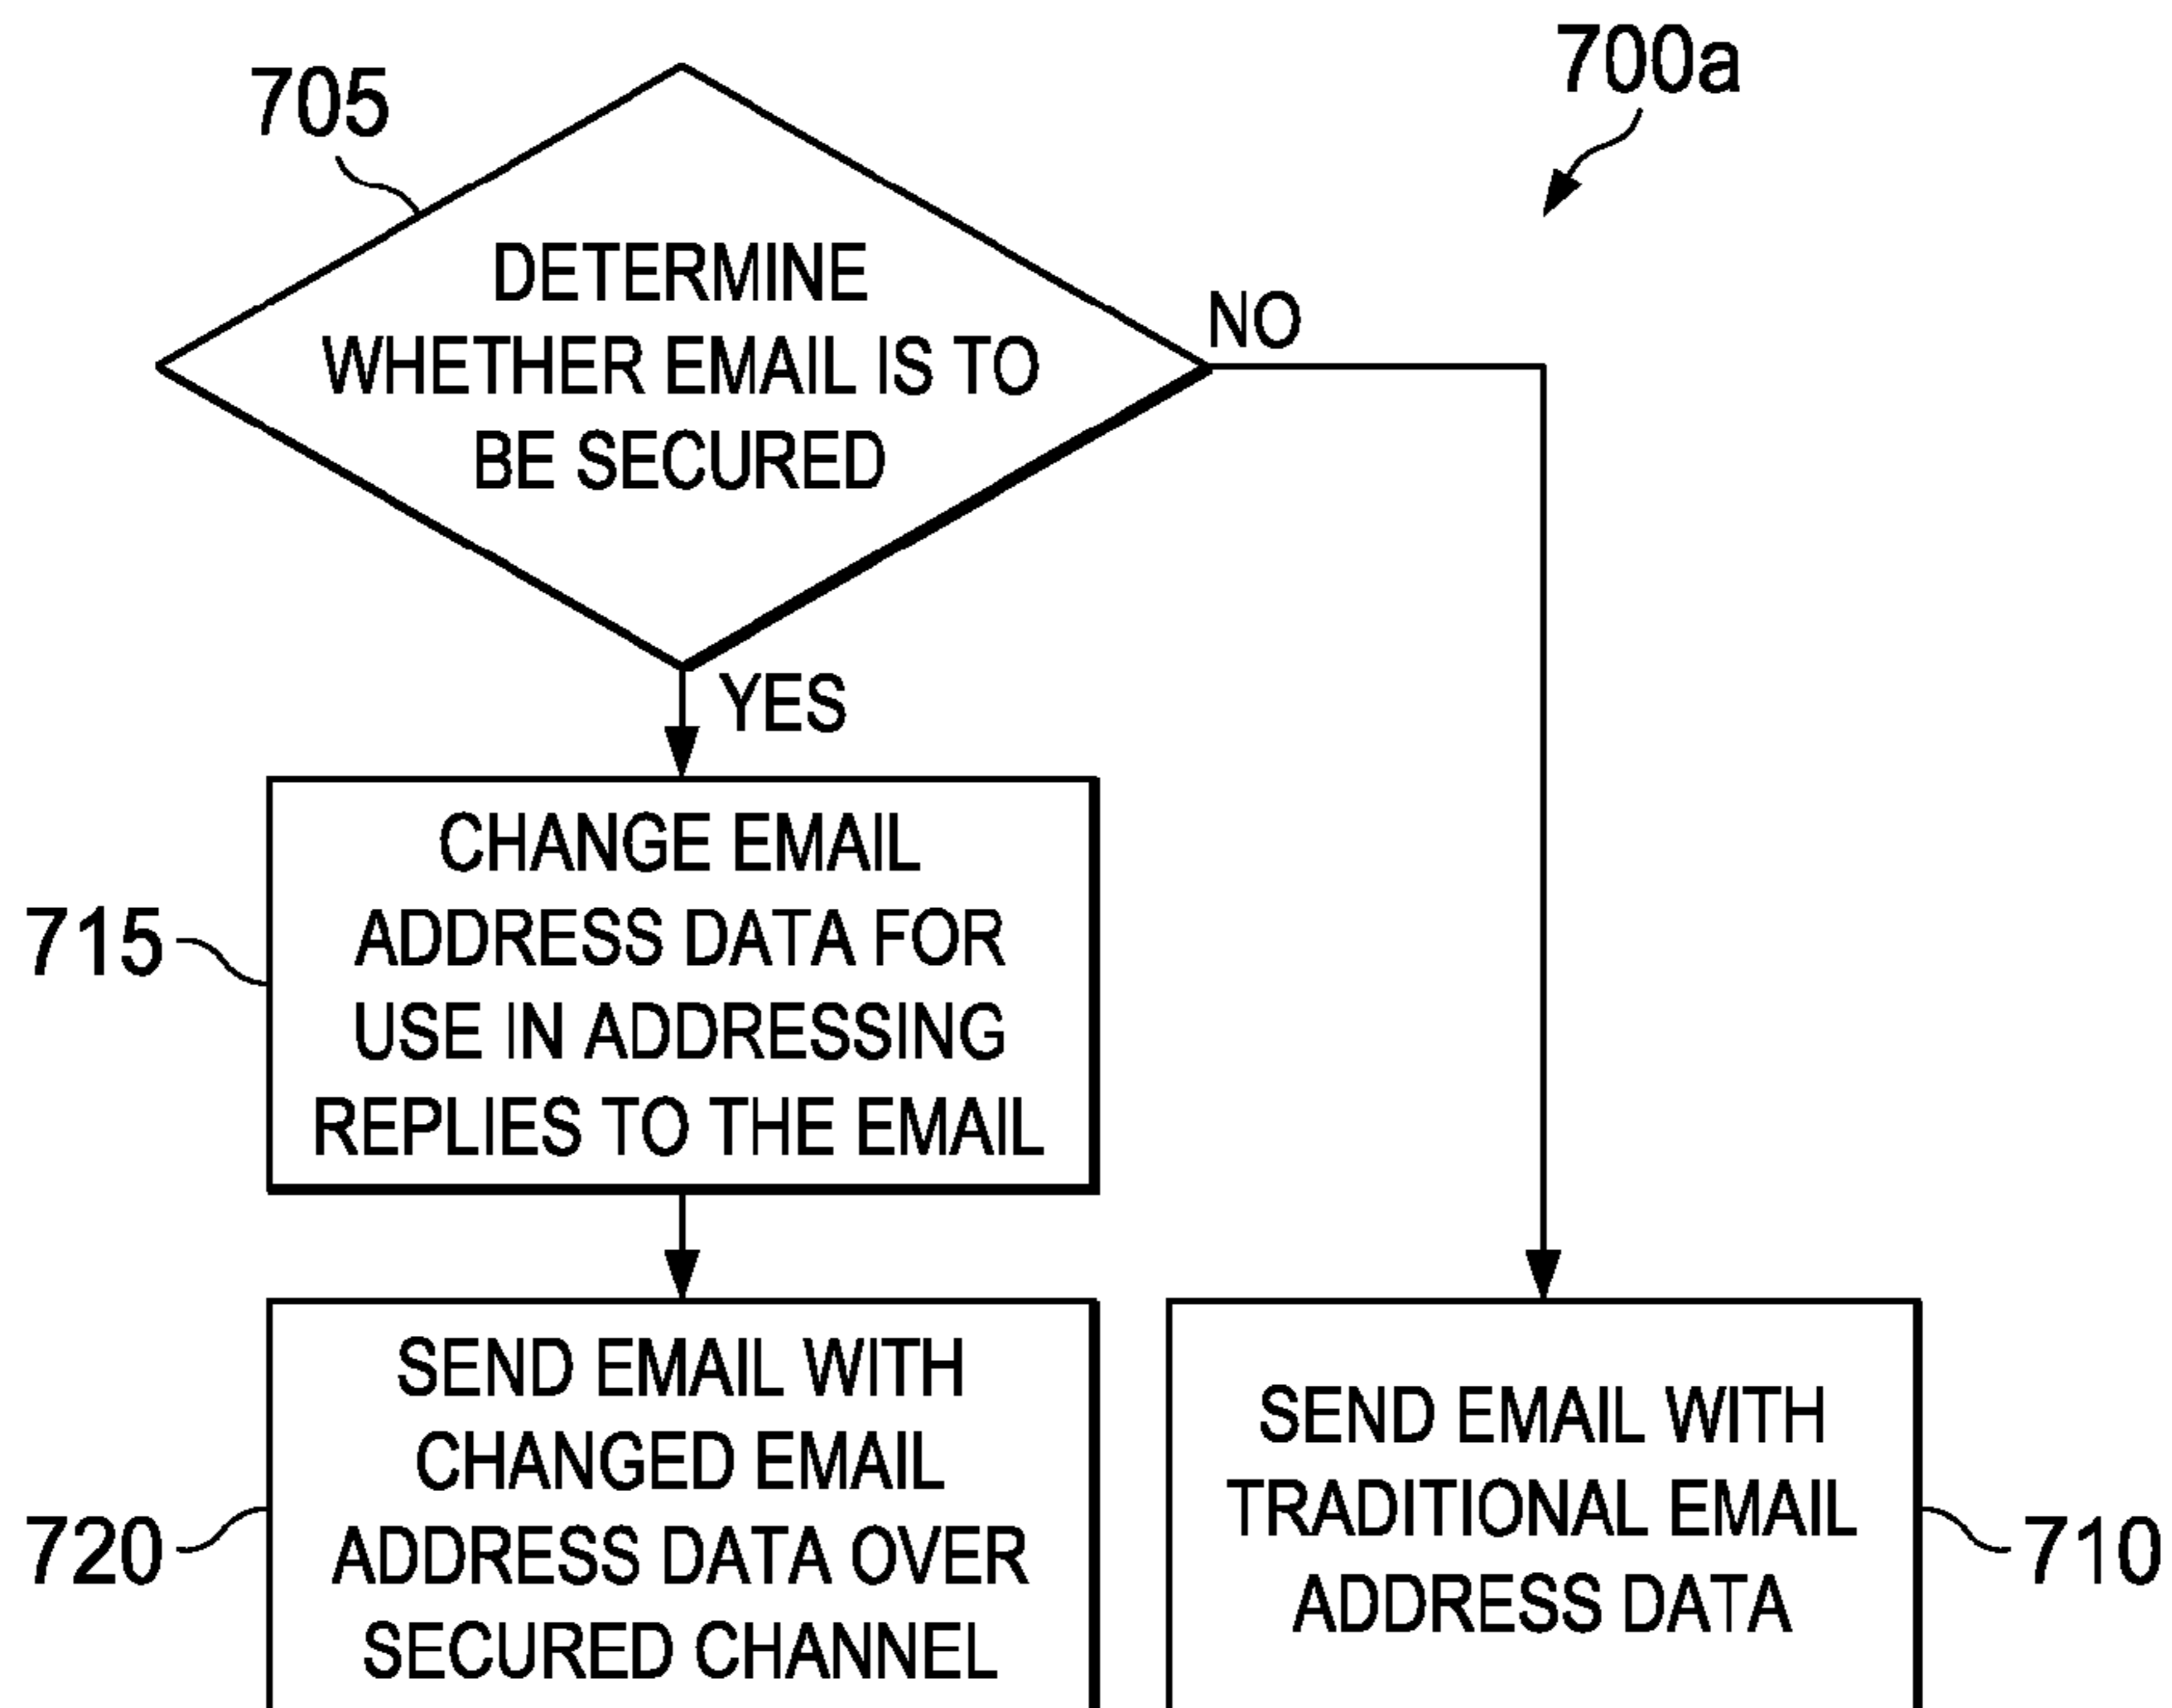 700a
705
DETERMINE
WHETHER EMAIL IS TO
BE SECURED
NO
YES
CHANGE EMAIL
ADDRESS DATA FOR
USE IN ADDRESSING
REPLIES TO THE EMAIL
715
SEND EMAIL WITH
CHANGED EMAIL
ADDRESS DATA OVER
SECURED CHANNEL
720
SEND EMAIL WITH
TRADITIONAL EMAIL
ADDRESS DATA
710